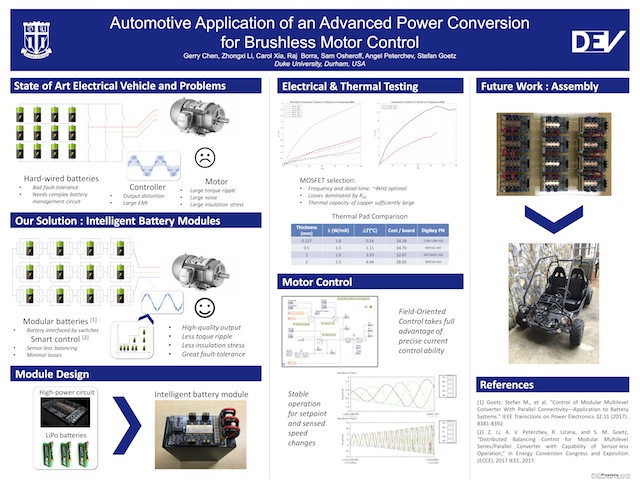 Automotive Application of an Advanced Power Conversion
for Brushless Motor Control
Gerry Chen, Zhongxi Li, Carol Xia, Raj Borra, Sam Osheroff, Angel Peterchev, Stefan Goetz
Duke University, Durham, USA
DEV
State of Art Electrical Vehicle and Problems
Hard-wired batteries
• Bad fault-tolerance
• Needs complex battery
management circuit
Controller
• Output distortion
• Large EMI
Motor
• Large torque ripple
• Large noise
• Large insulation stress
Our Solution : Intelligent Battery Modules
Modular batteries [1]
• Battery interfaced by switches
Smart control [2]
• Sensor-less balancing
• Minimal losses
• High-quality output
• Less toque ripple
• Less insulation stress
• Great fault-tolerance
Module Design
High-power circuit
LiPo batteries
Intelligent battery module
Electrical & Thermal Testing
MOSFET selection:
• Frequency and dead-time: ~4kHz optimal
• Losses dominated by
• Thermal capacity of copper sufficiently large
Thermal Pad Comparison
Thickness (mm) λ (W/mK) ΔT(°C) Cost / board Digikey PN
0.127 1.8 0.24 $4.28
0.5 1.5 1.11 $4.70
1 1.0 3.33 $2.67
2 1.5 4.44 $8.05
Motor Control
Field-Oriented
Control takes full
advantage of
precise current
control ability
Stable
operation
for setpoint
and sensed
speed
changes
Future Work : Assembly
References
[1] Goetz, Stefan M., et al. "Control of Modular Multilevel
Converter With Parallel Connectivity—Application to Battery
Systems." IEEE Transactions on Power Electronics 32.11 (2017):
8381-8392.
[2] Z. Li, A. V. Peterchev, R. Lizana, and S. M. Goetz,
"Distributed Balancing Control for Modular Multilevel
Series/Parallel Converter with Capability of Sensor-less
Operation," in Energy Conversion Congress and Exposition
(ECCE), 2017 IEEE, 2017.